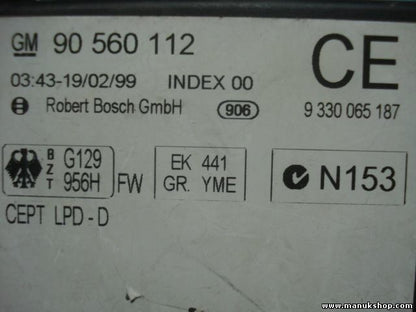 GM 90 560 112 CE
03:43-19/02/99 INDEX 00
Robert Bosch GmbH 906 9 330 065 187
BZT G129 956H FW
EK 441
GR. YME
N153
CEPT LPD-D
www.manukshop.com